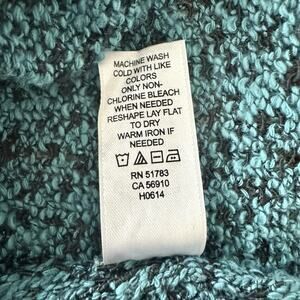 MACHINE WASH
COLD WITH LIKE
COLORS
ONLY NON-
CHLORINE BLEACH
WHEN NEEDED
RESHAPE LAY FLAT
TO DRY
WARM IRON IF
NEEDED
RN 51783
CA 56910
H0614